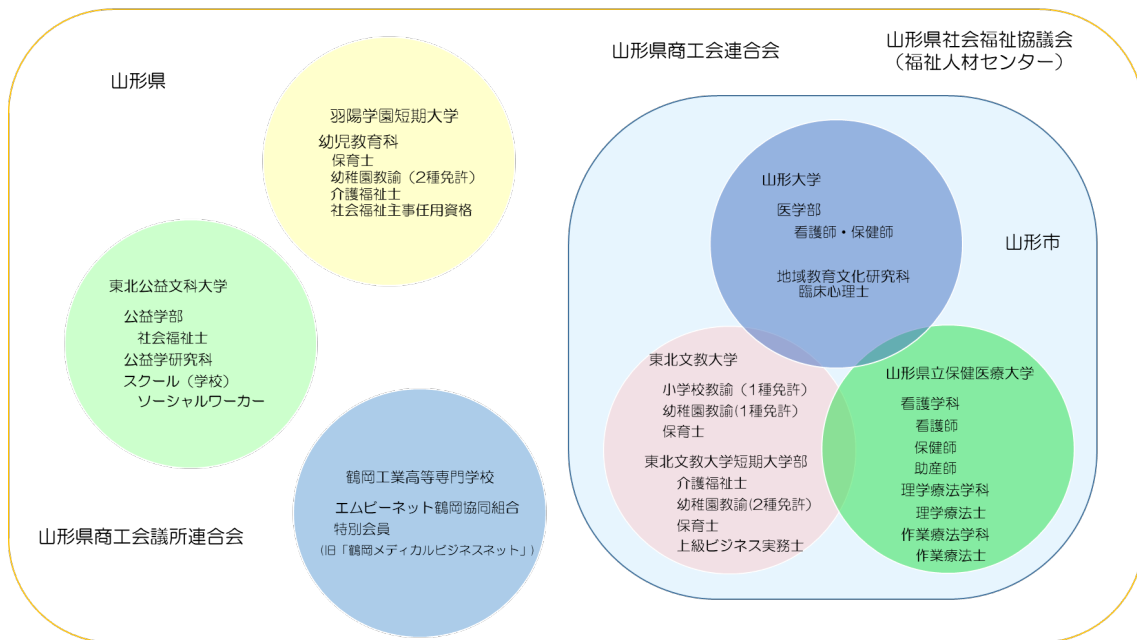 山形県
山形県商工会連合会
山形県社会福祉協議会
（福祉人材センター）
羽陽学園短期大学
幼児教育科
保育士
幼稚園教諭（2種免許）
介護福祉士
社会福祉主事任用資格
東北公益文科大学
公益学部
社会福祉士
公益学研究科
スクール（学校）
ソーシャルワーカー
鶴岡工業高等専門学校
エムピーネット鶴岡協同組合
特別会員
(旧「鶴岡メディカルビジネスネット」)
山形県商工会議所連合会
山形市
山形大学
医学部
看護師・保健師
地域教育文化研究科
臨床心理士
東北文教大学
小学校教諭（1種免許）
幼稚園教諭(1種免許)
保育士
東北文教大学短期大学部
介護福祉士
幼稚園教諭(2種免許)
保育士
上級ビジネス実務士
山形県立保健医療大学
看護学科
看護師
保健師
助産師
理学療法学科
理学療法士
作業療法学科
作業療法士